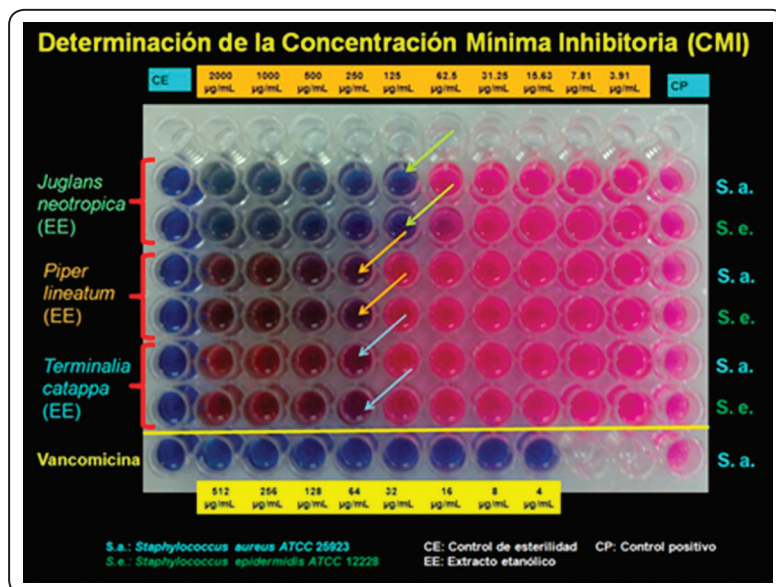 Determinación de la Concentración Mínima Inhibitoria (CMI)
CE
2000 µg/mL
1000 µg/mL
500 µg/mL
250 µg/mL
125 µg/mL
62.5 µg/mL
31.25 µg/mL
15.63 µg/mL
7.81 µg/mL
3.91 µg/mL
CP
Juglans
neotropica
(EE)
S. a.
S. e.
Piper
lineatum
(EE)
S. a.
S. e.
Terminalia
catappa
(EE)
S. a.
S. e.
Vancomicina
S. a.
512 µg/mL
256 µg/mL
128 µg/mL
64 µg/mL
32 µg/mL
16 µg/mL
8 µg/mL
4 µg/mL
S.a.: Staphylococcus aureus ATCC 25923
S.e.: Staphylococcus epidermidis ATCC 12228
CE: Control de esterilidad CP: Control positivo
EE: Extracto etanólico